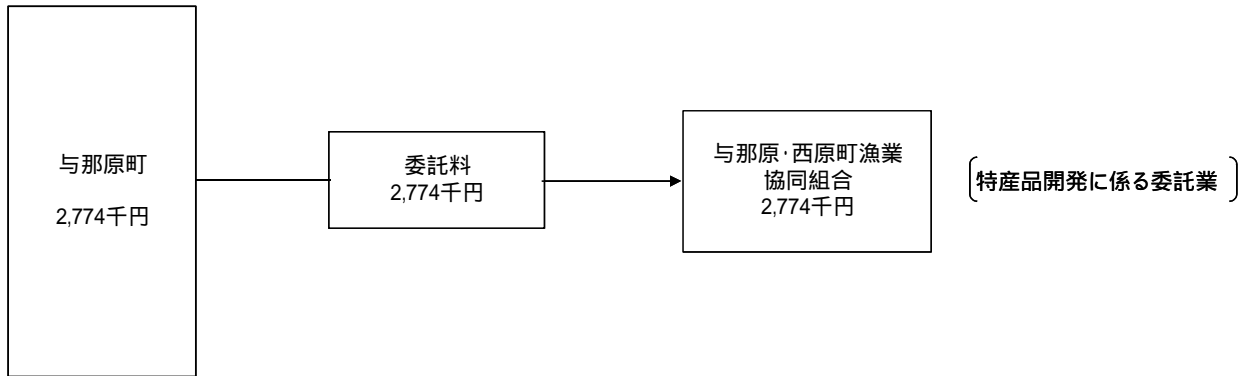 与那原町
2,774千円
委託料
2,774千円
与那原・西原町漁業
協同組合
2,774千円
特産品開発に係る委託業